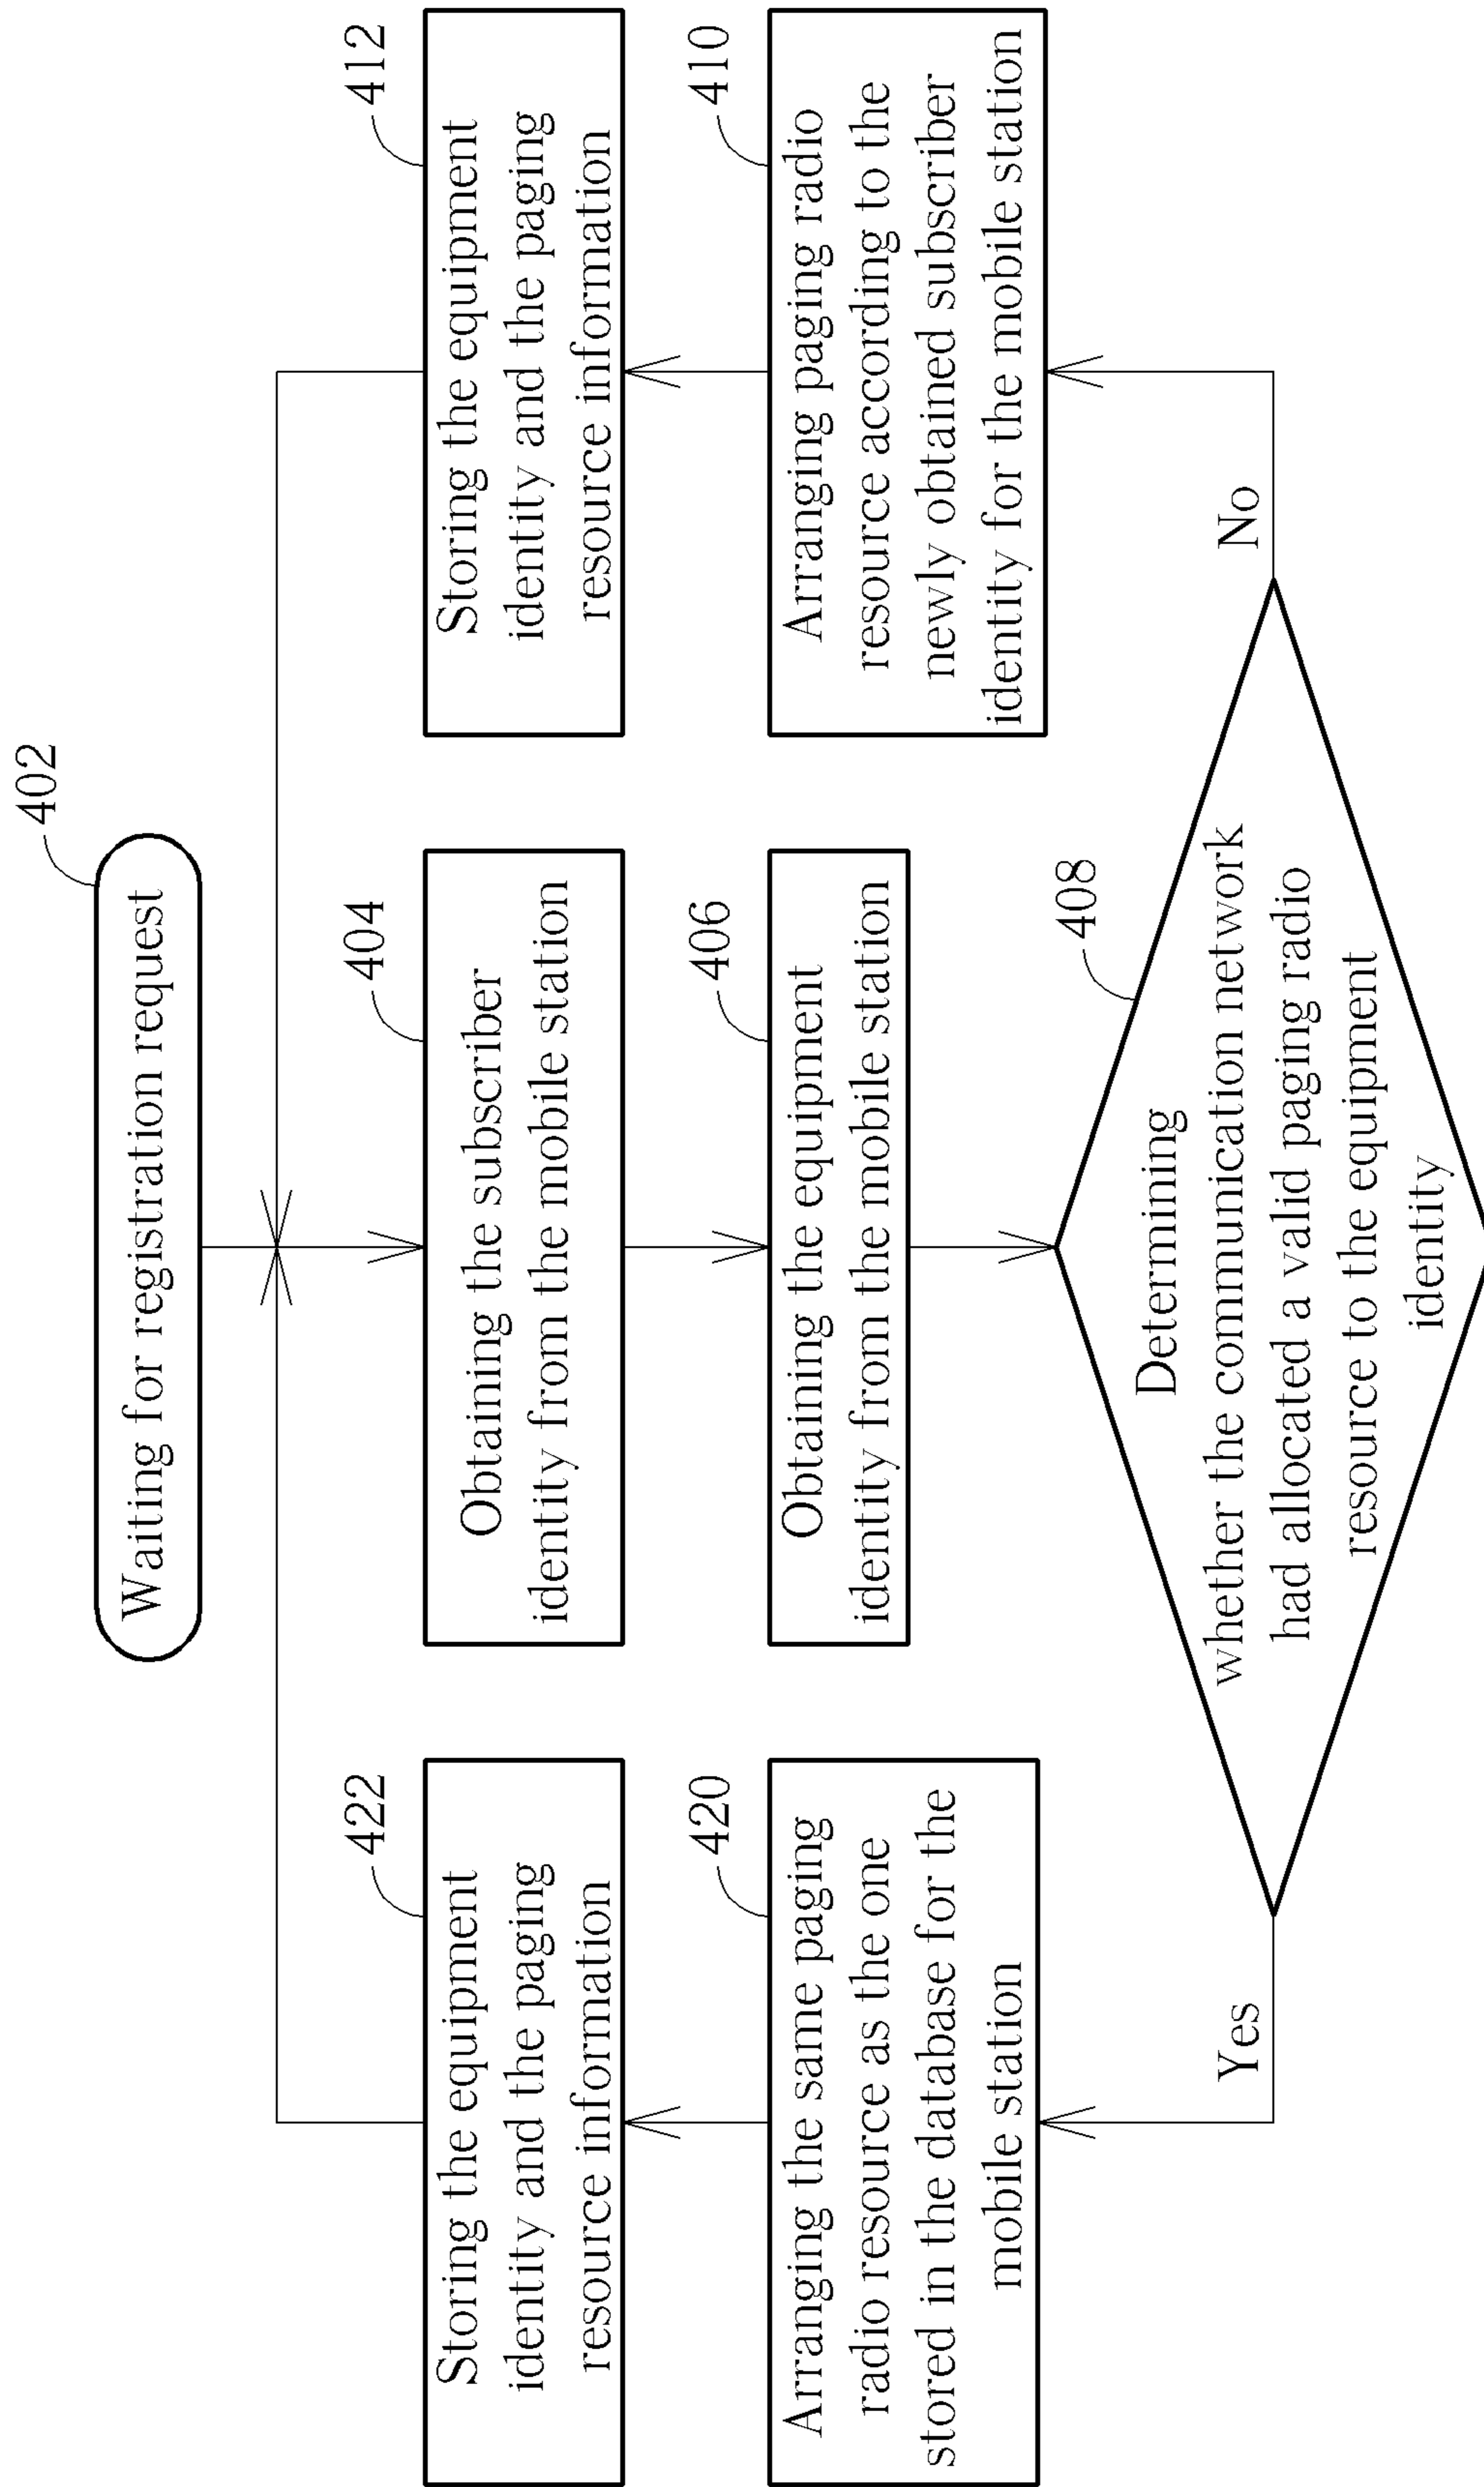 402
Waiting for registration request
422
Storing the equipment
identity and the paging
resource information
404
Obtaining the subscriber
identity from the mobile station
412
Storing the equipment
identity and the paging
resource information
420
Arranging the same paging
radio resource as the one
stored in the database for the
mobile station
406
Obtaining the equipment
identity from the mobile station
410
Arranging paging radio
resource according to the
newly obtained subscriber
identity for the mobile station
408
Determining
whether the communication network
had allocated a valid paging radio
resource to the equipment
identity
Yes
No